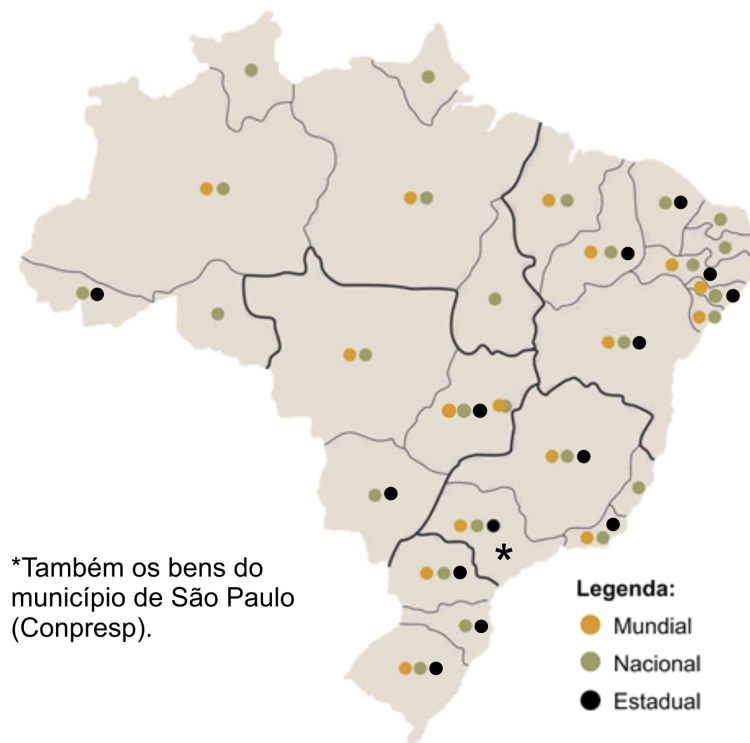 *
*Também os bens do
município de São Paulo
(Conpresp).
Legenda:
Mundial
Nacional
Estadual